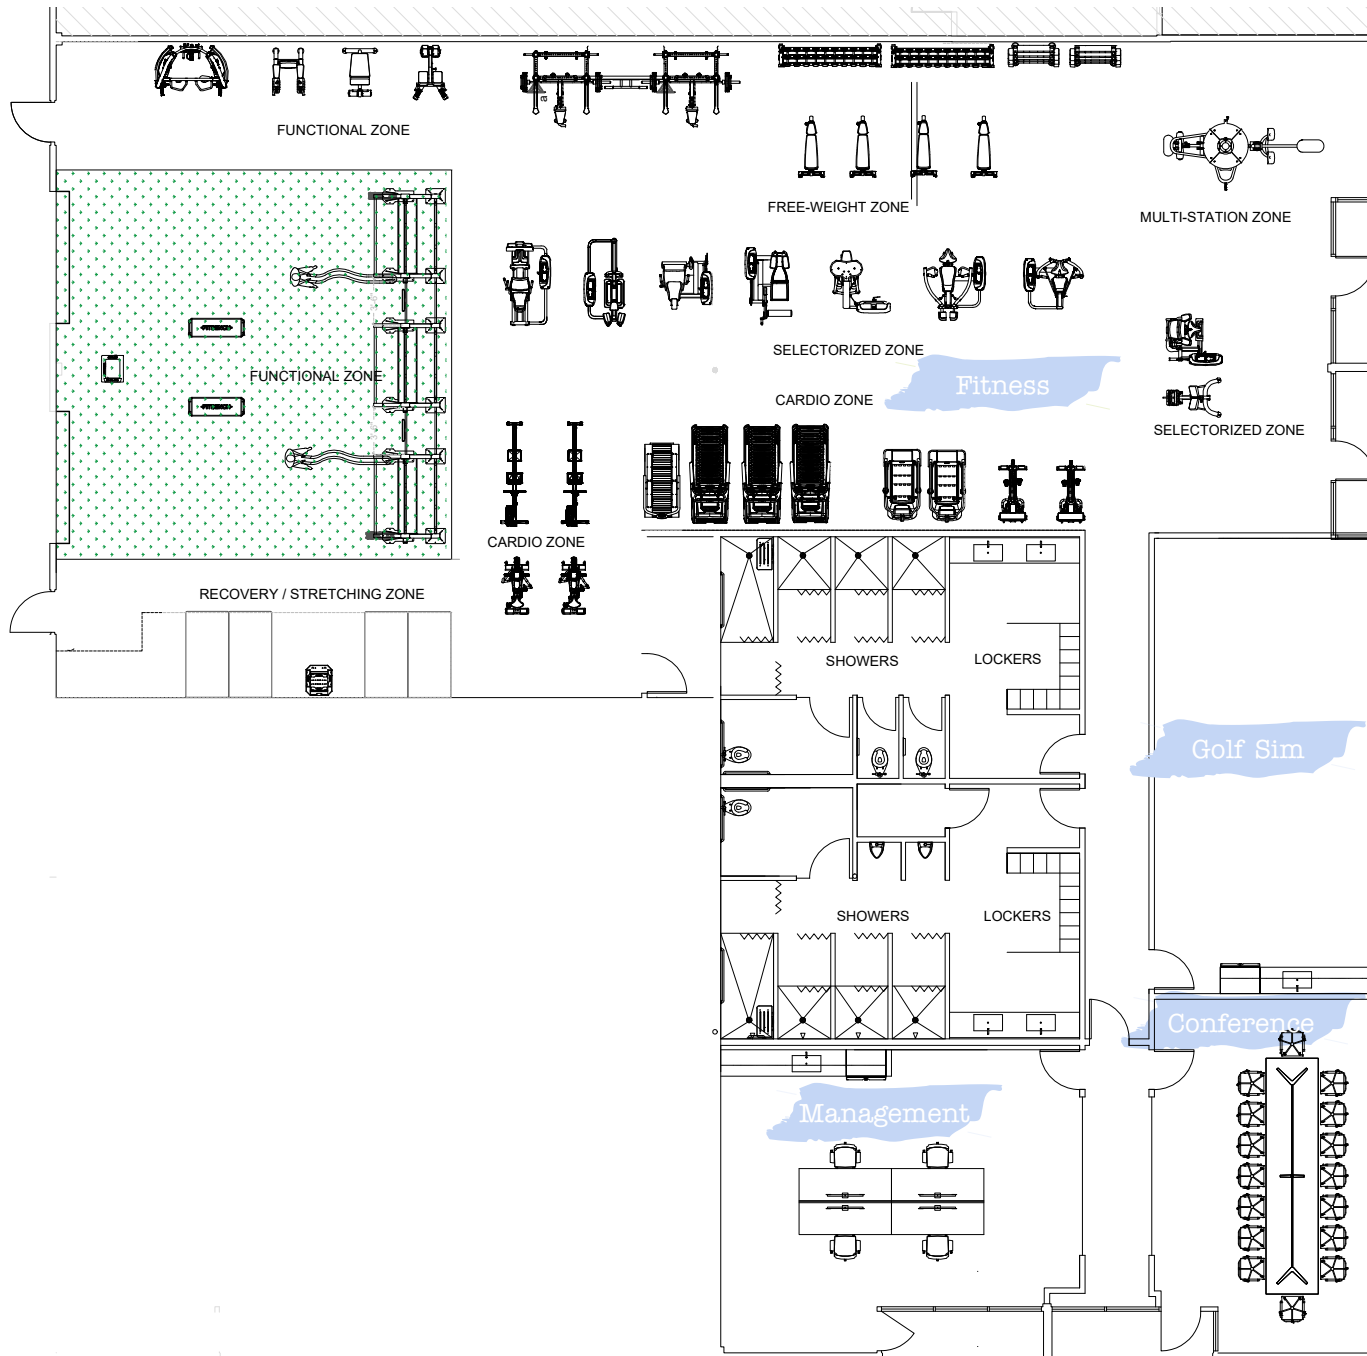 FUNCTIONAL ZONE
FREE-WEIGHT ZONE
MULTI-STATION ZONE
SELECTORIZED ZONE
FUNCTIONAL ZONE
Fitness
CARDIO ZONE
SELECTORIZED ZONE
CARDIO ZONE
RECOVERY / STRETCHING ZONE
SHOWERS
LOCKERS
Golf Sim
SHOWERS
LOCKERS
Conference
Management